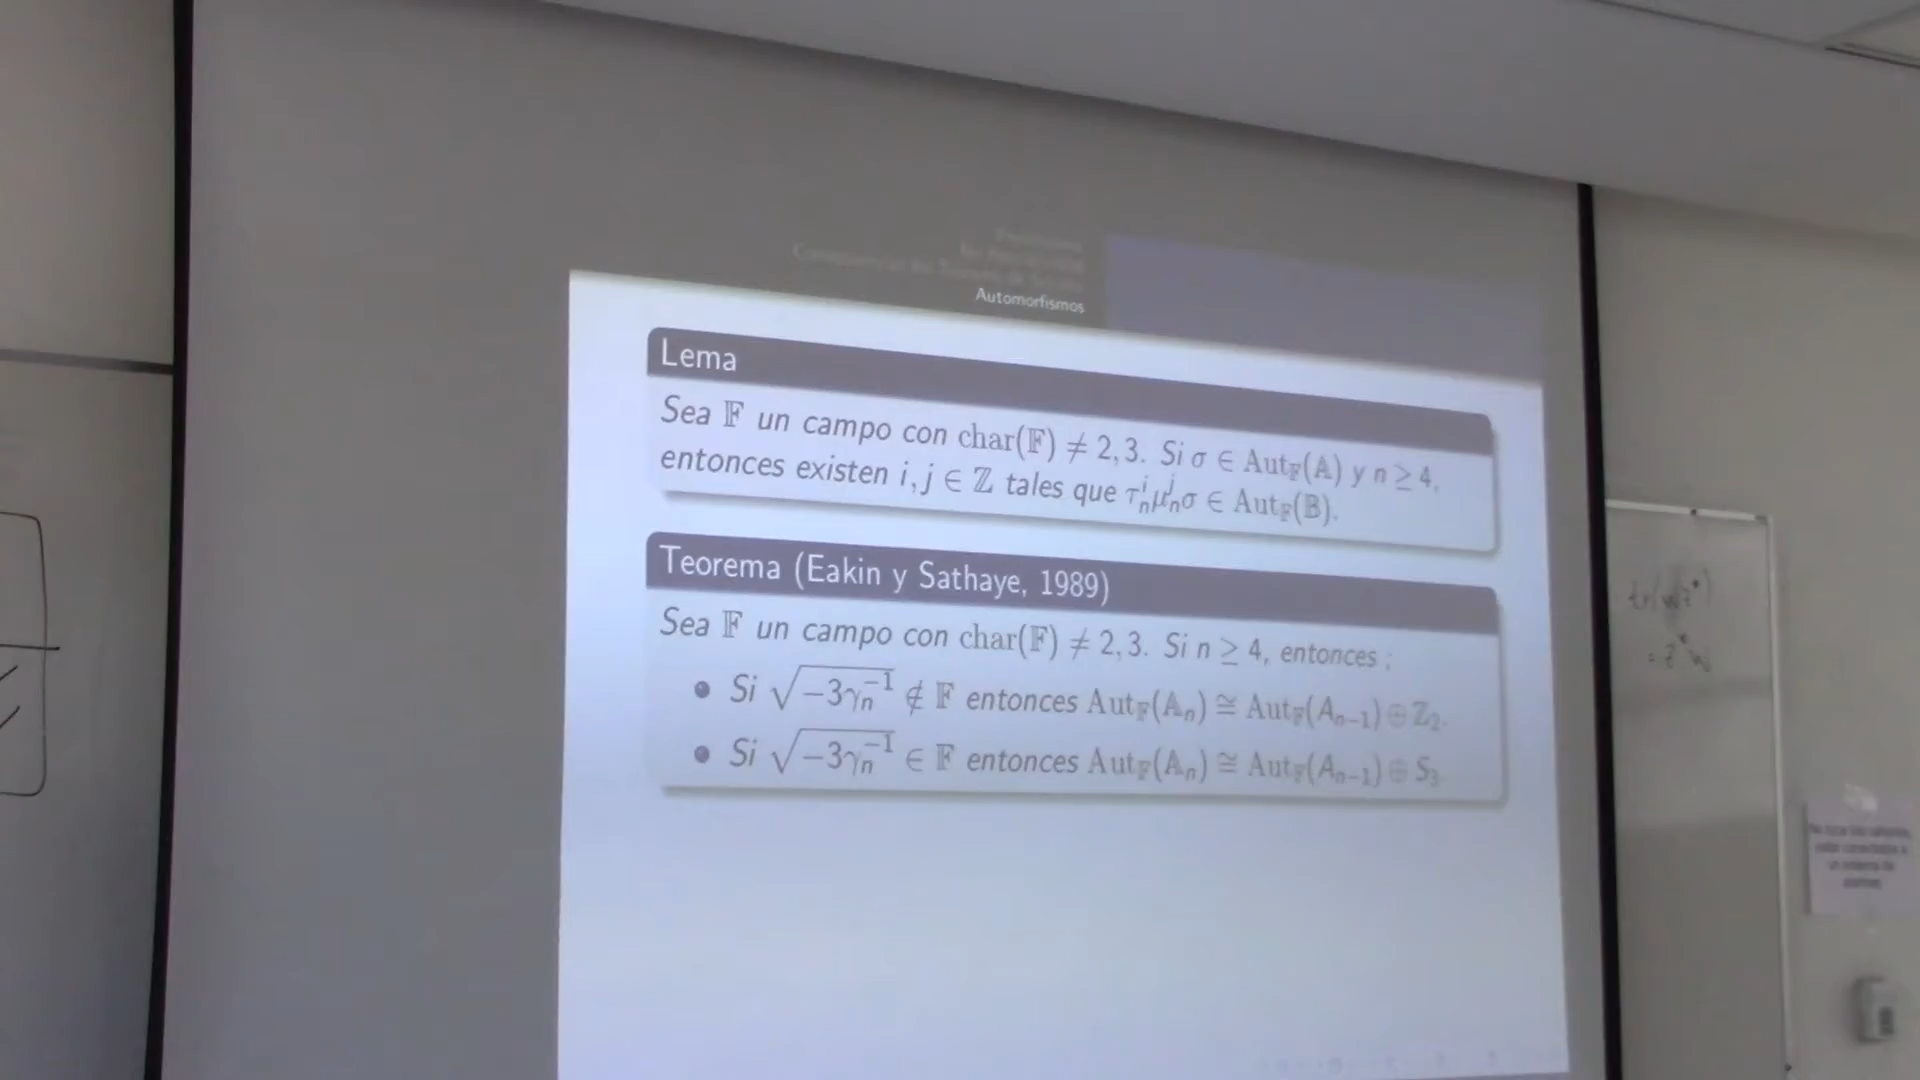 Automorfismos
Lema
Sea 𝔽 un campo con char(𝔽) ≠ 2, 3. Si σ ∈ Aut_𝔽(𝔸) y n ≥ 4,
entonces existen i, j ∈ ℤ tales que τ_n^i μ_n^j σ ∈ Aut_𝔽(𝔹).
Teorema (Eakin y Sathaye, 1989)
Sea 𝔽 un campo con char(𝔽) ≠ 2, 3. Si n ≥ 4, entonces :
• Si √(−3γ_n^{−1}) ∉ 𝔽 entonces Aut_𝔽(𝔸_n) ≅ Aut_𝔽(A_{n−1}) ⊕ ℤ_2.
• Si √(−3γ_n^{−1}) ∈ 𝔽 entonces Aut_𝔽(𝔸_n) ≅ Aut_𝔽(A_{n−1}) ⊕ S_3